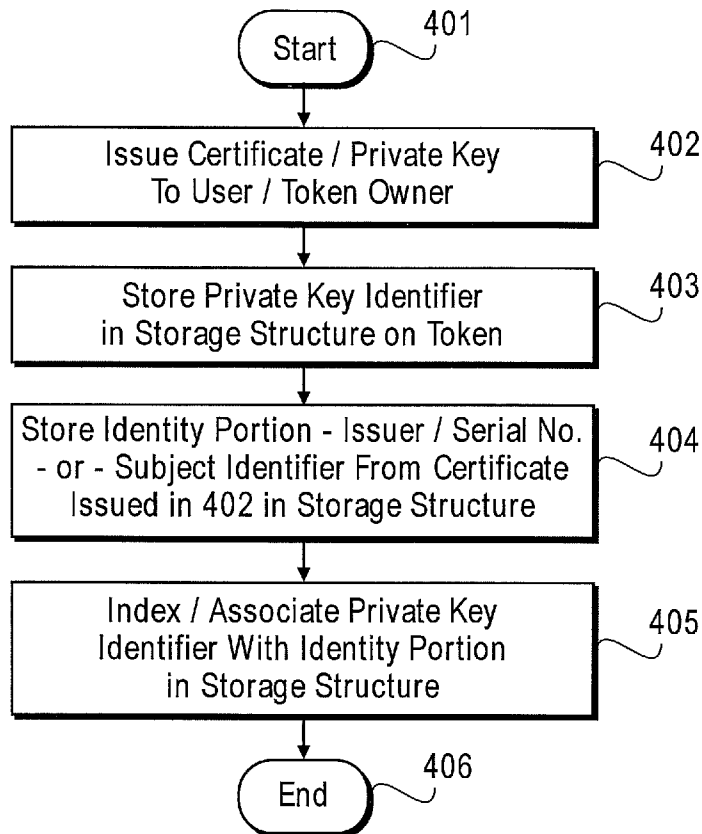 Start
401
Issue Certificate / Private Key
To User / Token Owner
402
Store Private Key Identifier
in Storage Structure on Token
403
Store Identity Portion - Issuer / Serial No.
- or - Subject Identifier From Certificate
Issued in 402 in Storage Structure
404
Index / Associate Private Key
Identifier With Identity Portion
in Storage Structure
405
End
406